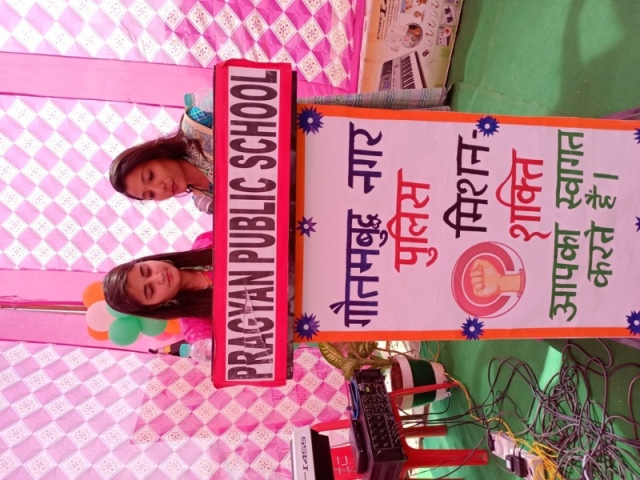 PRAGYAN PUBLIC SCHOOL
गौतमबुद्ध नगर
पुलिस
मिशन-
शक्ति
आपका स्वागत
करते हैं।